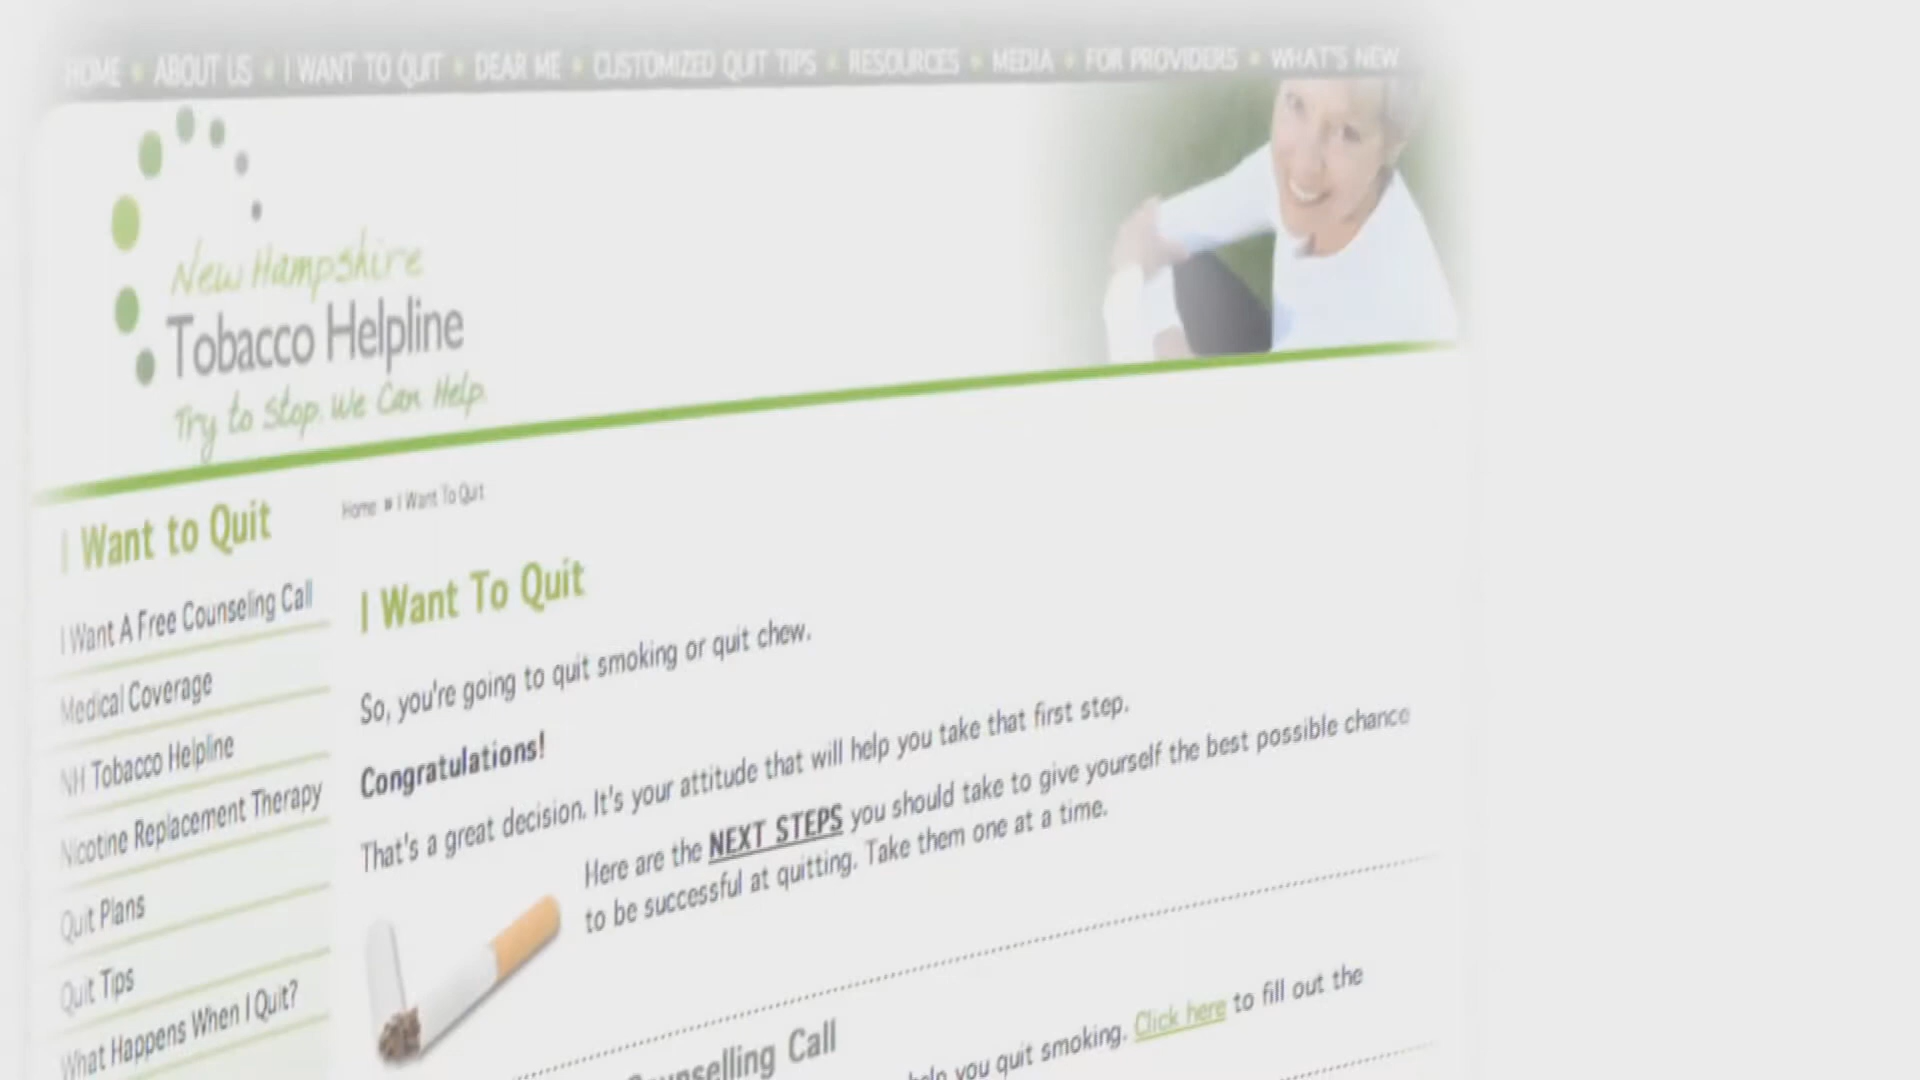 HOME • ABOUT US • I WANT TO QUIT • DEAR ME • CUSTOMIZED QUIT TIPS • RESOURCES • MEDIA • FOR PROVIDERS • WHAT'S NEW
New Hampshire
Tobacco Helpline
Try to Stop. We Can Help.
I Want to Quit
I Want A Free Counseling Call
Medical Coverage
NH Tobacco Helpline
Nicotine Replacement Therapy
Quit Plans
Quit Tips
What Happens When I Quit?
Home » I Want To Quit
I Want To Quit
So, you're going to quit smoking or quit chew.
Congratulations!
That's a great decision. It's your attitude that will help you take that first step.
Here are the NEXT STEPS you should take to give yourself the best possible chance
to be successful at quitting. Take them one at a time.
Call
you quit smoking. Click here to fill out the